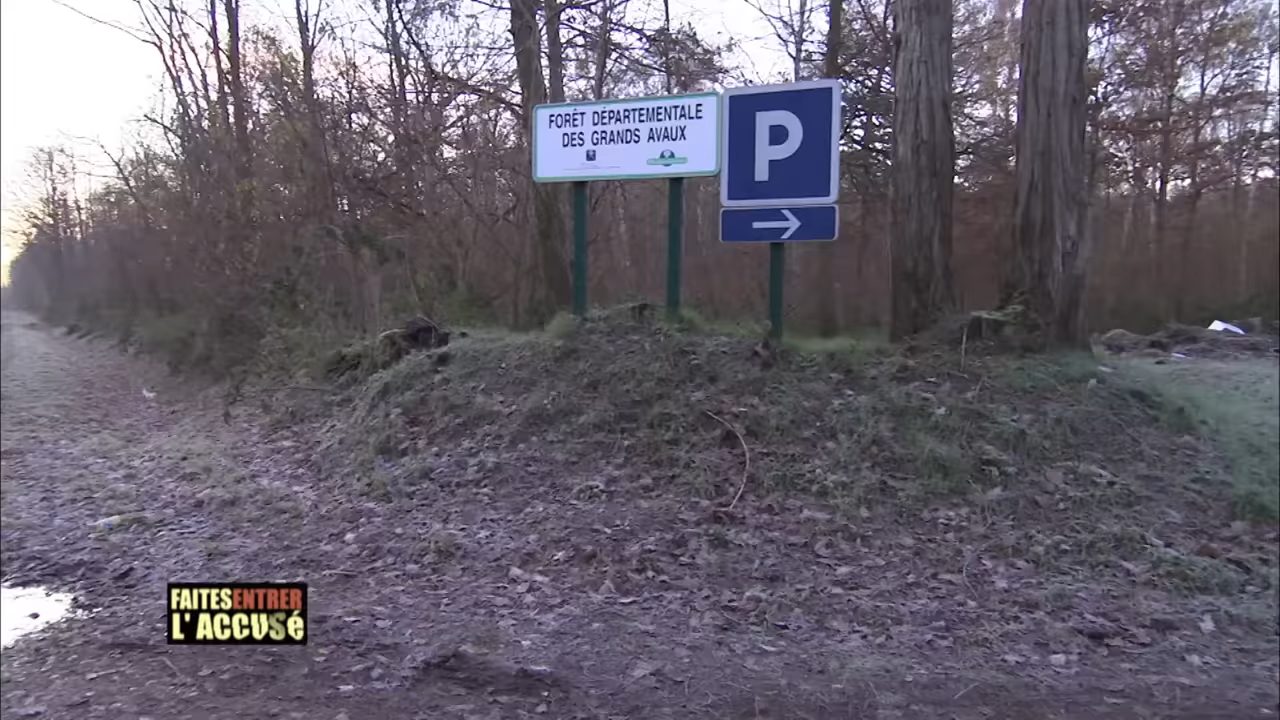 FORÊT DÉPARTEMENTALE
DES GRANDS AVAUX
P
FAITES ENTRER
L'ACCUSÉ